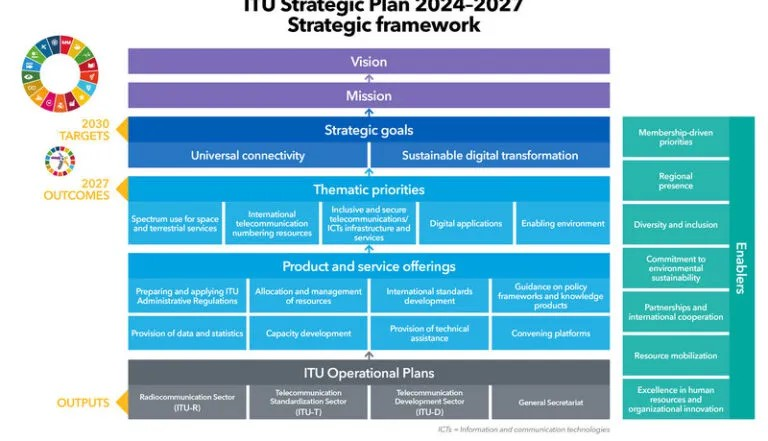 ITU Strategic Plan 2024–2027
Strategic framework
Vision
Mission
2030
TARGETS
Strategic goals
Universal connectivity
Sustainable digital transformation
2027
OUTCOMES
Thematic priorities
Spectrum use for space
and terrestrial services
International
telecommunication
numbering resources
Inclusive and secure
telecommunications/
ICTs infrastructure and
services
Digital applications
Enabling environment
Product and service offerings
Preparing and applying ITU
Administrative Regulations
Allocation and management
of resources
International standards
development
Guidance on policy
frameworks and knowledge
products
Provision of data and statistics
Capacity development
Provision of technical
assistance
Convening platforms
ITU Operational Plans
OUTPUTS
Radiocommunication Sector
(ITU-R)
Telecommunication
Standardization Sector
(ITU-T)
Telecommunication
Development Sector
(ITU-D)
General Secretariat
Membership-driven
priorities
Regional
presence
Diversity and inclusion
Commitment to
environmental
sustainability
Partnerships and
international cooperation
Resource mobilization
Excellence in human
resources and
organizational innovation
Enablers
ICTs = Information and communication technologies